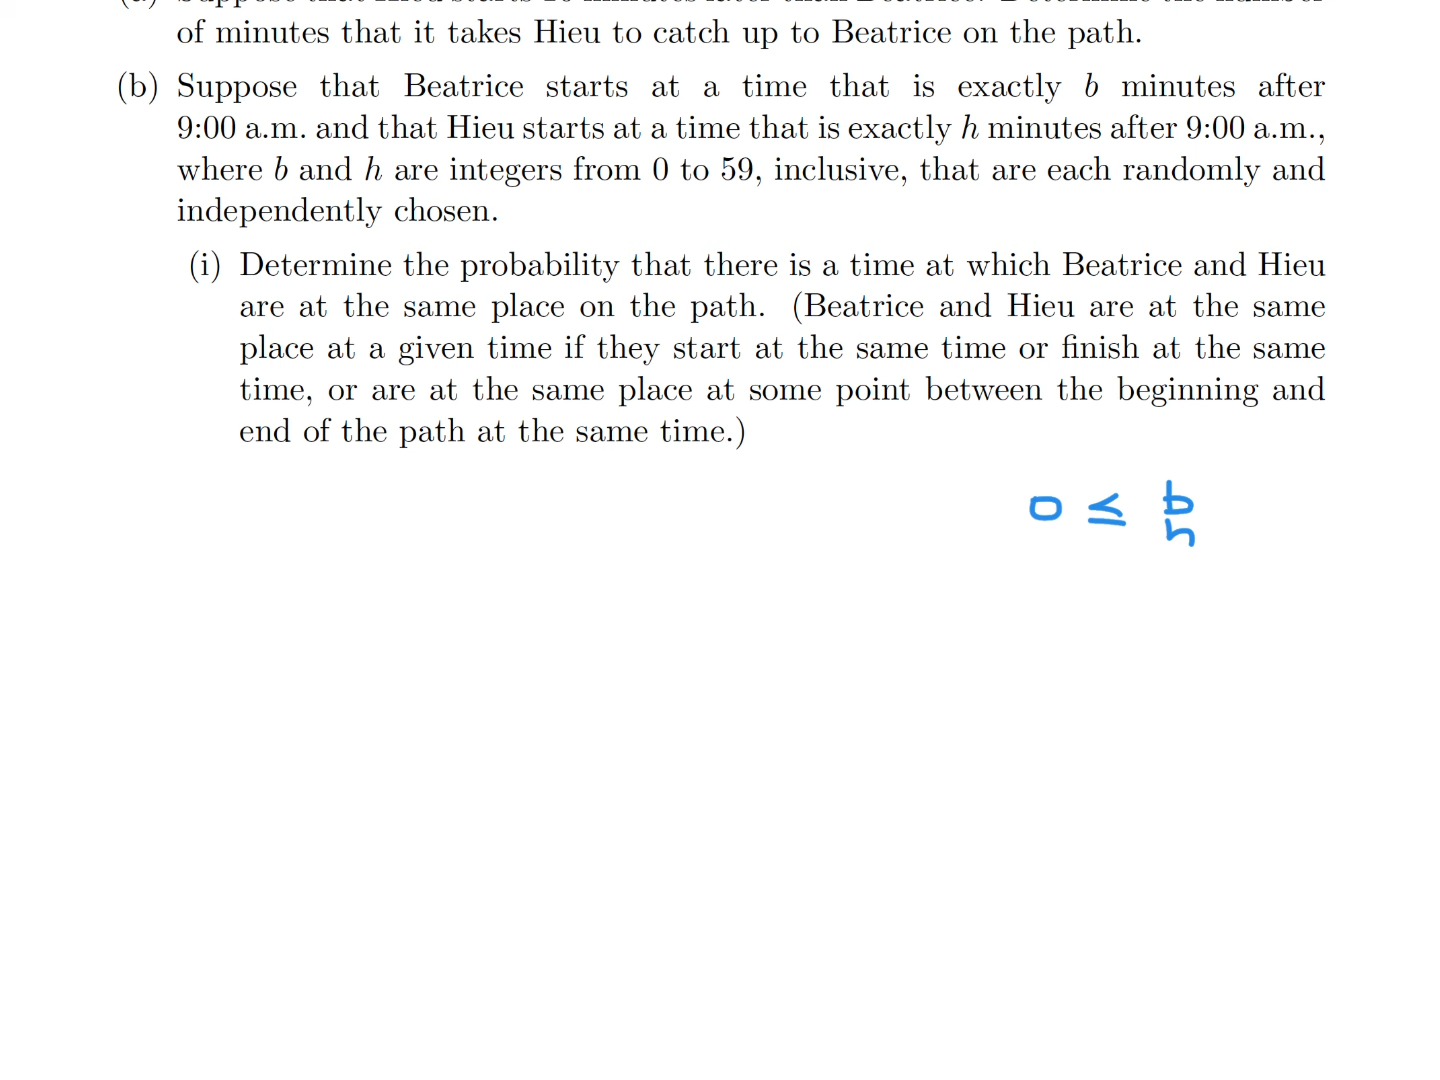 of minutes that it takes Hieu to catch up to Beatrice on the path.
(b) Suppose that Beatrice starts at a time that is exactly b minutes after
9:00 a.m. and that Hieu starts at a time that is exactly h minutes after 9:00 a.m.,
where b and h are integers from 0 to 59, inclusive, that are each randomly and
independently chosen.
(i) Determine the probability that there is a time at which Beatrice and Hieu
are at the same place on the path. (Beatrice and Hieu are at the same
place at a given time if they start at the same time or finish at the same
time, or are at the same place at some point between the beginning and
end of the path at the same time.)
0 ≤ b
h